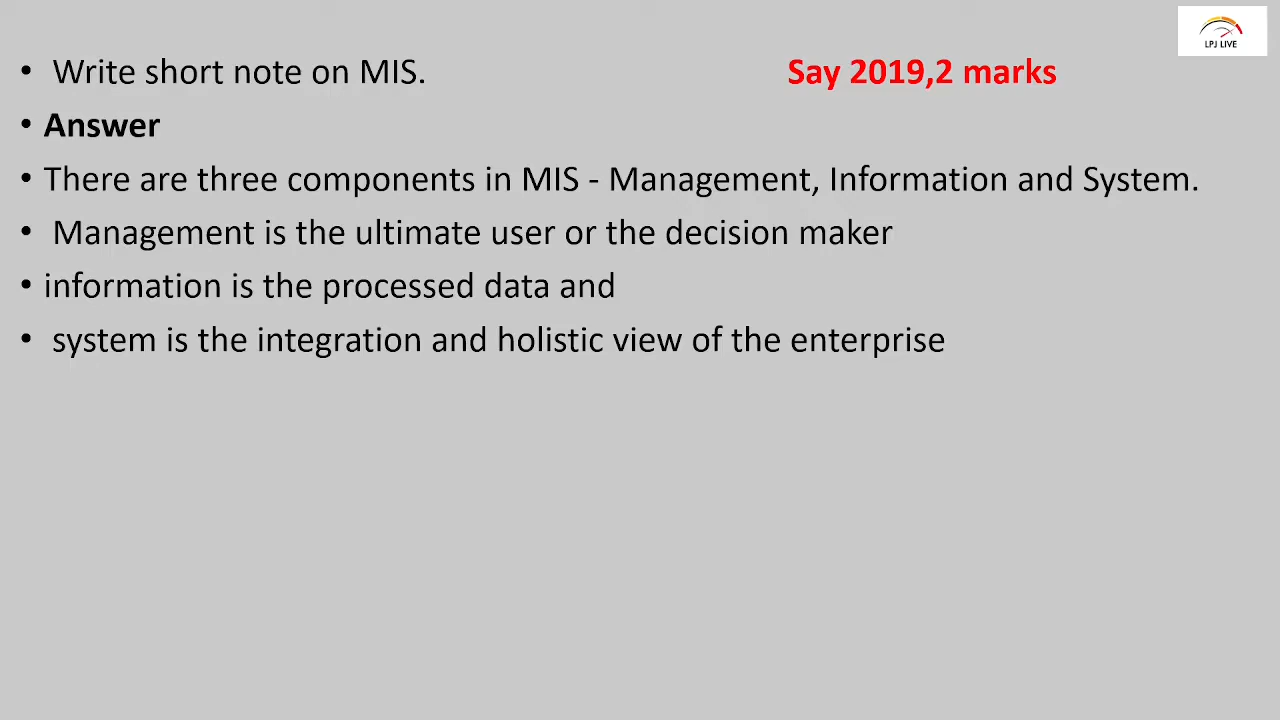 LPJ LIVE
• Write short note on MIS. Say 2019,2 marks
• Answer
• There are three components in MIS - Management, Information and System.
• Management is the ultimate user or the decision maker
• information is the processed data and
• system is the integration and holistic view of the enterprise